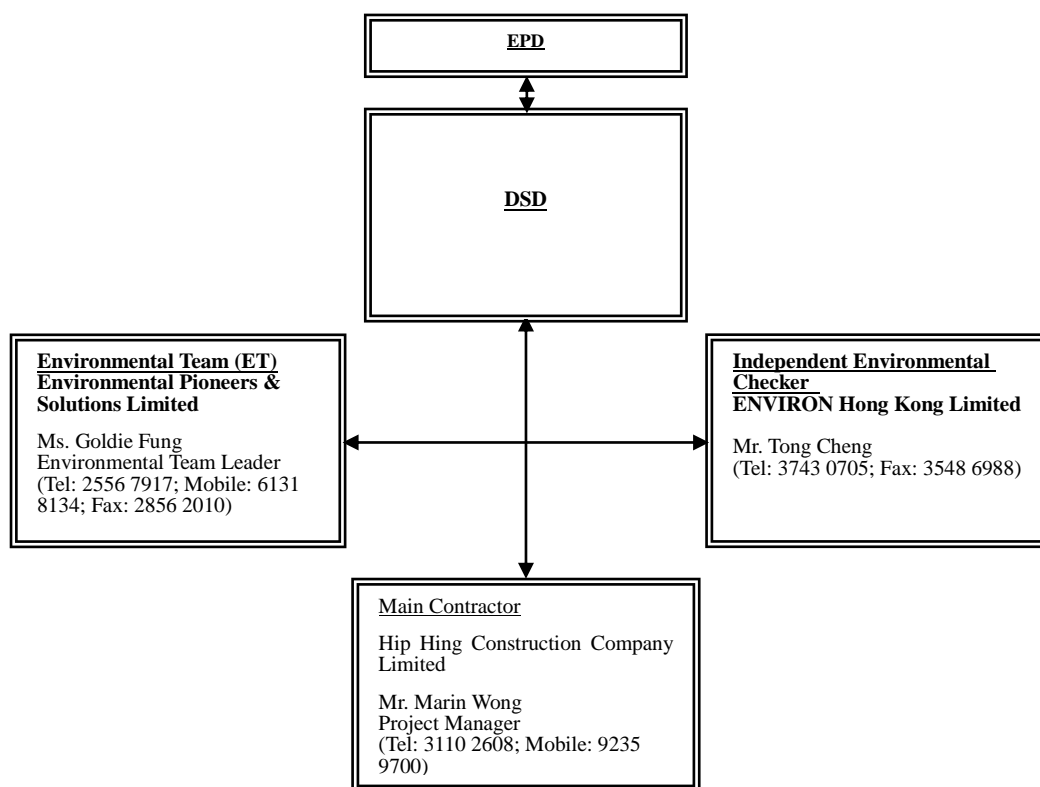 EPD
DSD
Environmental Team (ET)
Environmental Pioneers &
Solutions Limited
Ms. Goldie Fung
Environmental Team Leader
(Tel: 2556 7917; Mobile: 6131
8134; Fax: 2856 2010)
Independent Environmental
Checker
ENVIRON Hong Kong Limited
Mr. Tong Cheng
(Tel: 3743 0705; Fax: 3548 6988)
Main Contractor
Hip Hing Construction Company
Limited
Mr. Marin Wong
Project Manager
(Tel: 3110 2608; Mobile: 9235
9700)